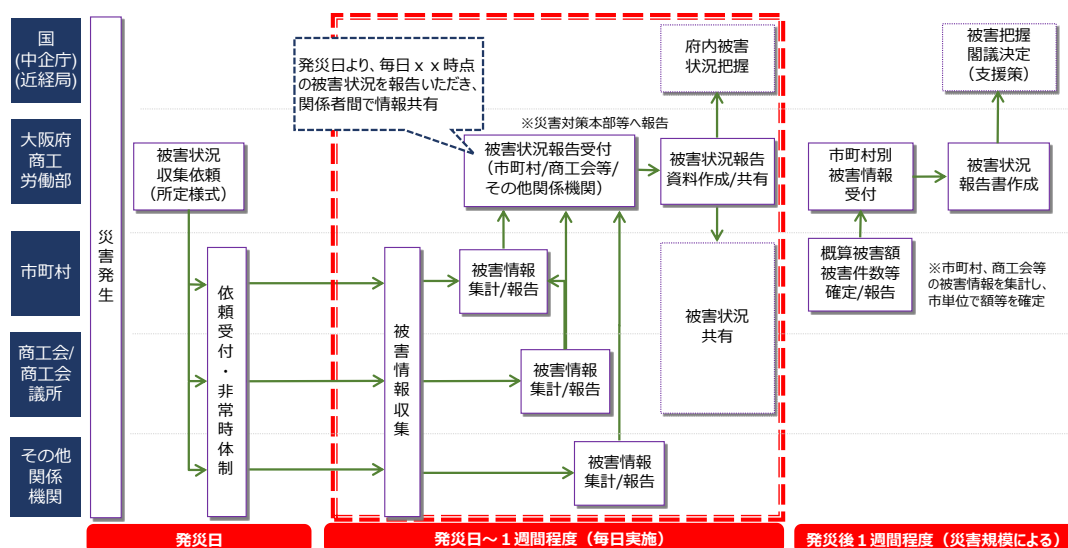 国
(中企庁)
(近経局)
大阪府
商工
労働部
市町村
商工会/
商工会
議所
その他
関係
機関
災害発生
被害状況
収集依頼
(所定様式)
依頼受付・非常時体制
発災日より、毎日ｘｘ時点
の被害状況を報告いただき、
関係者間で情報共有
※災害対策本部等へ報告
被害状況報告受付
(市町村/商工会等/
その他関係機関)
被害情報収集
被害情報
集計/報告
被害情報
集計/報告
被害情報
集計/報告
府内被害
状況把握
被害状況報告
資料作成/共有
被害状況
共有
市町村別
被害情報
受付
概算被害額
被害件数等
確定/報告
被害把握
閣議決定
(支援策)
被害状況
報告書作成
※市町村、商工会等
の被害情報を集計し、
市単位で額等を確定
発災日
発災日～１週間程度（毎日実施）
発災後１週間程度（災害規模による）